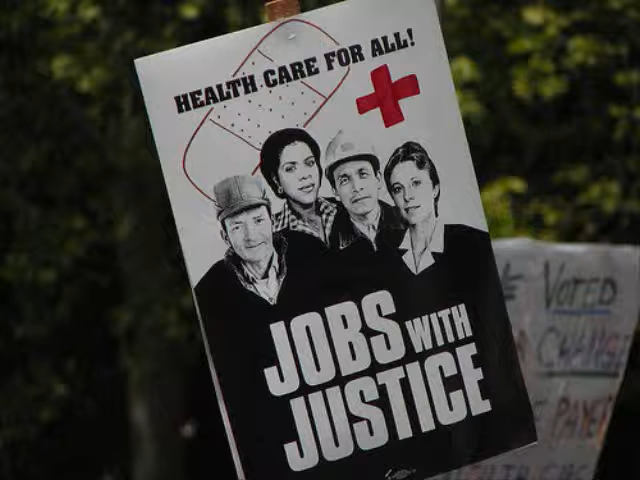 HEALTH CARE FOR ALL!
JOBS WITH
JUSTICE
VOTED
CHANGE